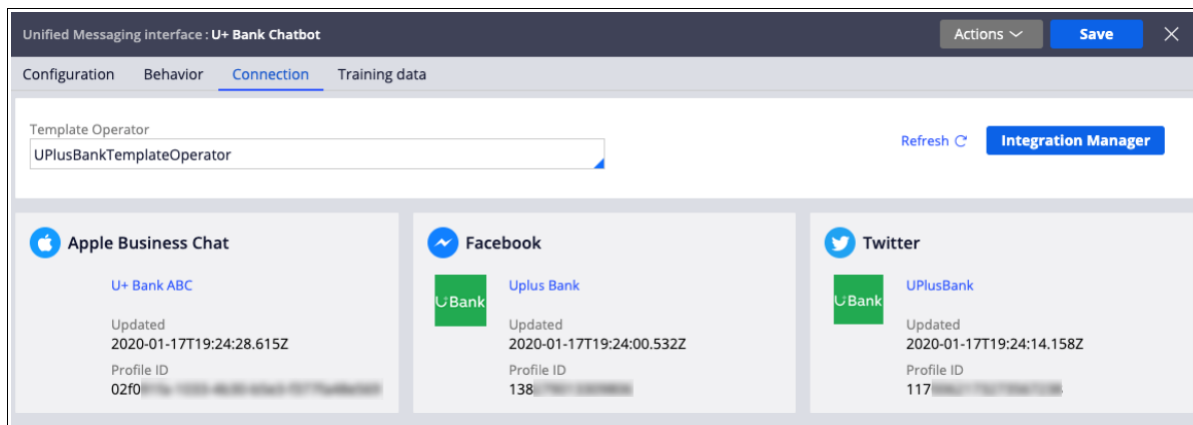 Unified Messaging interface : U+ Bank Chatbot
Actions
Save
Configuration Behavior Connection Training data
Template Operator
UPlusBankTemplateOperator
Refresh
Integration Manager
Apple Business Chat
U+ Bank ABC
Updated
2020-01-17T19:24:28.615Z
Profile ID
02f0
Facebook
U Bank
Uplus Bank
Updated
2020-01-17T19:24:00.532Z
Profile ID
138
Twitter
U Bank
UPlusBank
Updated
2020-01-17T19:24:14.158Z
Profile ID
117